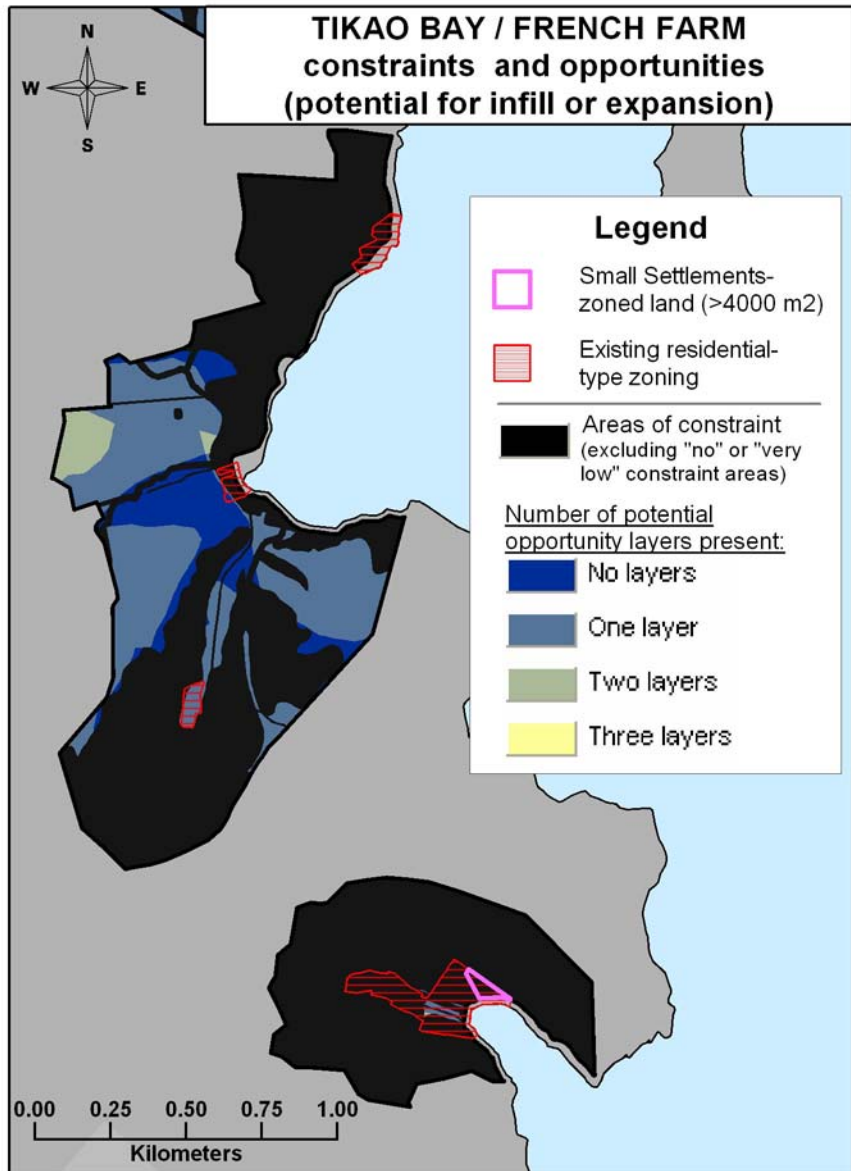 TIKAO BAY / FRENCH FARM
constraints and opportunities
(potential for infill or expansion)
N
W E
S
Legend
Small Settlements-
zoned land (>4000 m2)
Existing residential-
type zoning
Areas of constraint
(excluding "no" or "very
low" constraint areas)
Number of potential
opportunity layers present:
No layers
One layer
Two layers
Three layers
0.00 0.25 0.50 0.75 1.00
Kilometers